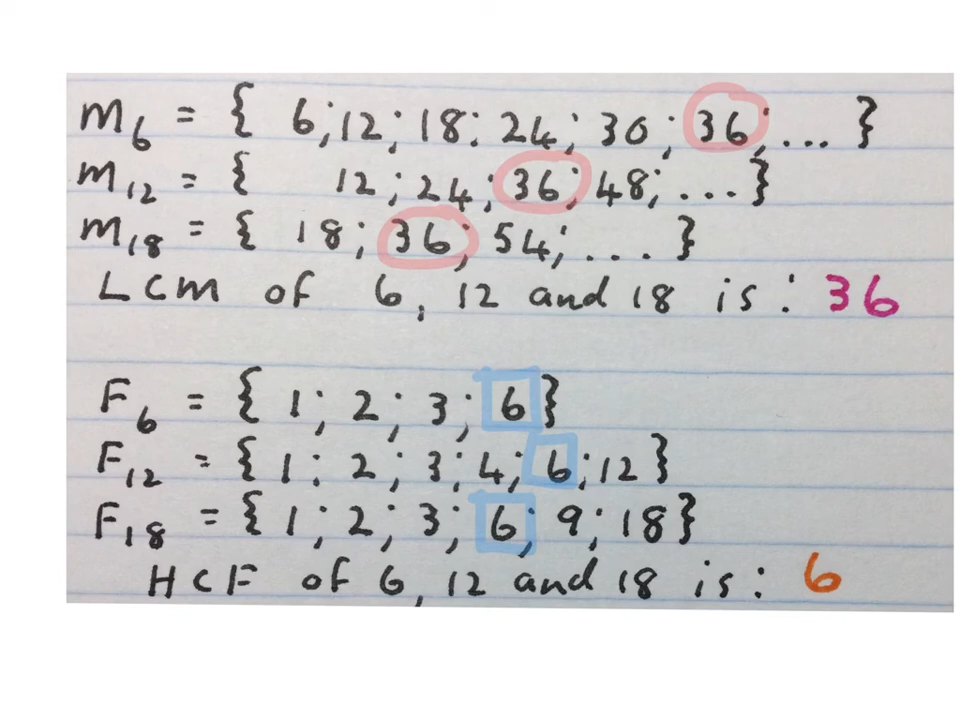 M6 = { 6;12;18;24;30;36;... }
M12 = { 12;24;36;48;...}
M18 = { 18;36;54;... }
LCM of 6, 12 and 18 is: 36
F6 = {1;2;3;6}
F12 = {1;2;3;4;6;12}
F18 = {1;2;3;6;9;18}
HCF of 6, 12 and 18 is: 6